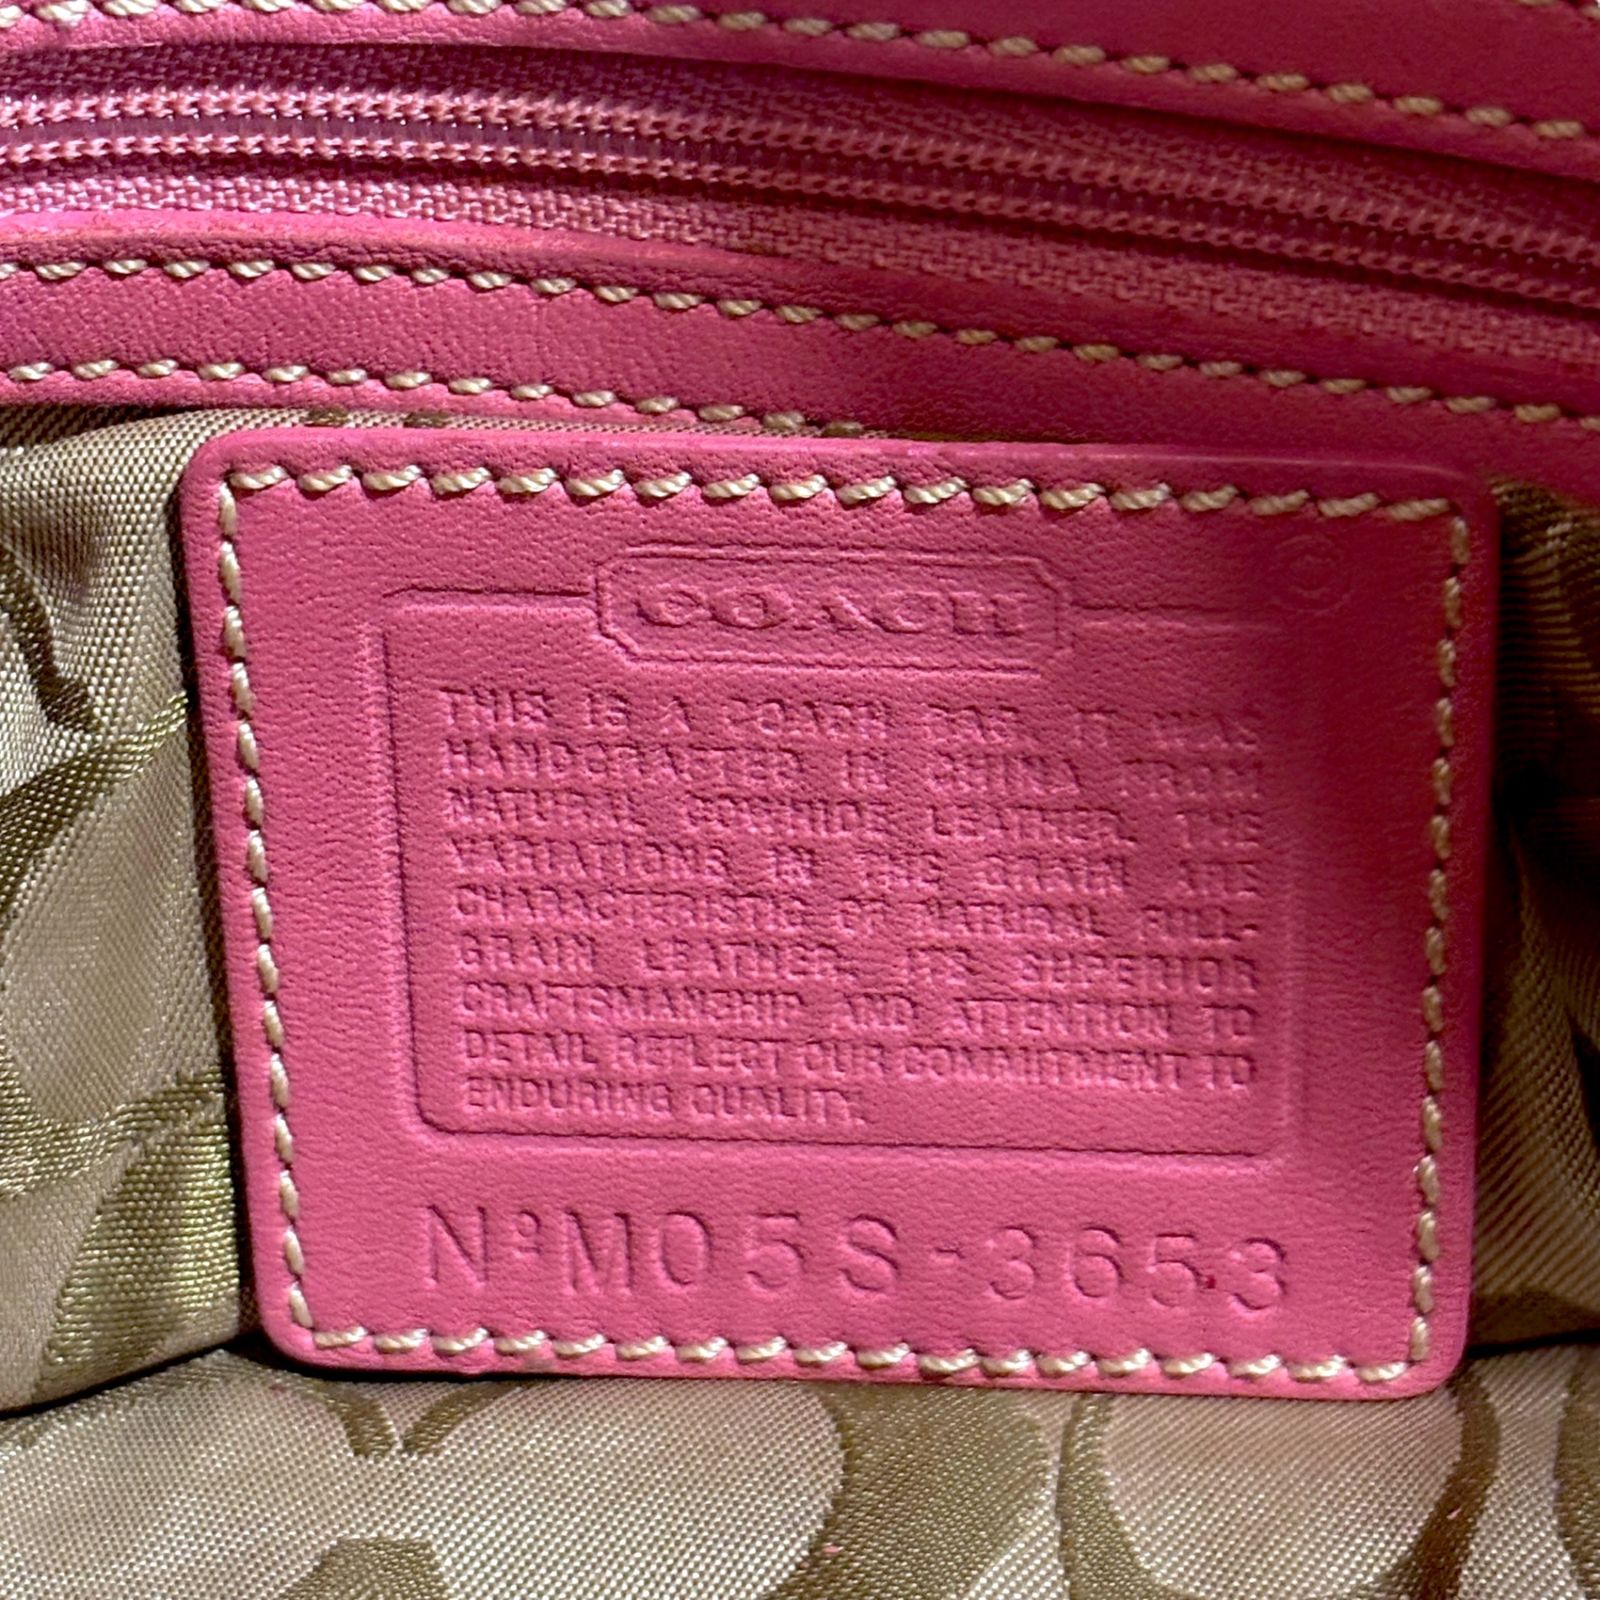 COACH
THIS IS A COACH BAG. IT WAS
HANDCRAFTED IN CHINA FROM
NATURAL COWHIDE LEATHER. THE
VARIATIONS IN THE GRAIN ARE
CHARACTERISTIC OF NATURAL FULL-
GRAIN LEATHER. ITS SUPERIOR
CRAFTSMANSHIP AND ATTENTION TO
DETAIL REFLECT OUR COMMITMENT TO
ENDURING QUALITY.
Nº M05S-3653